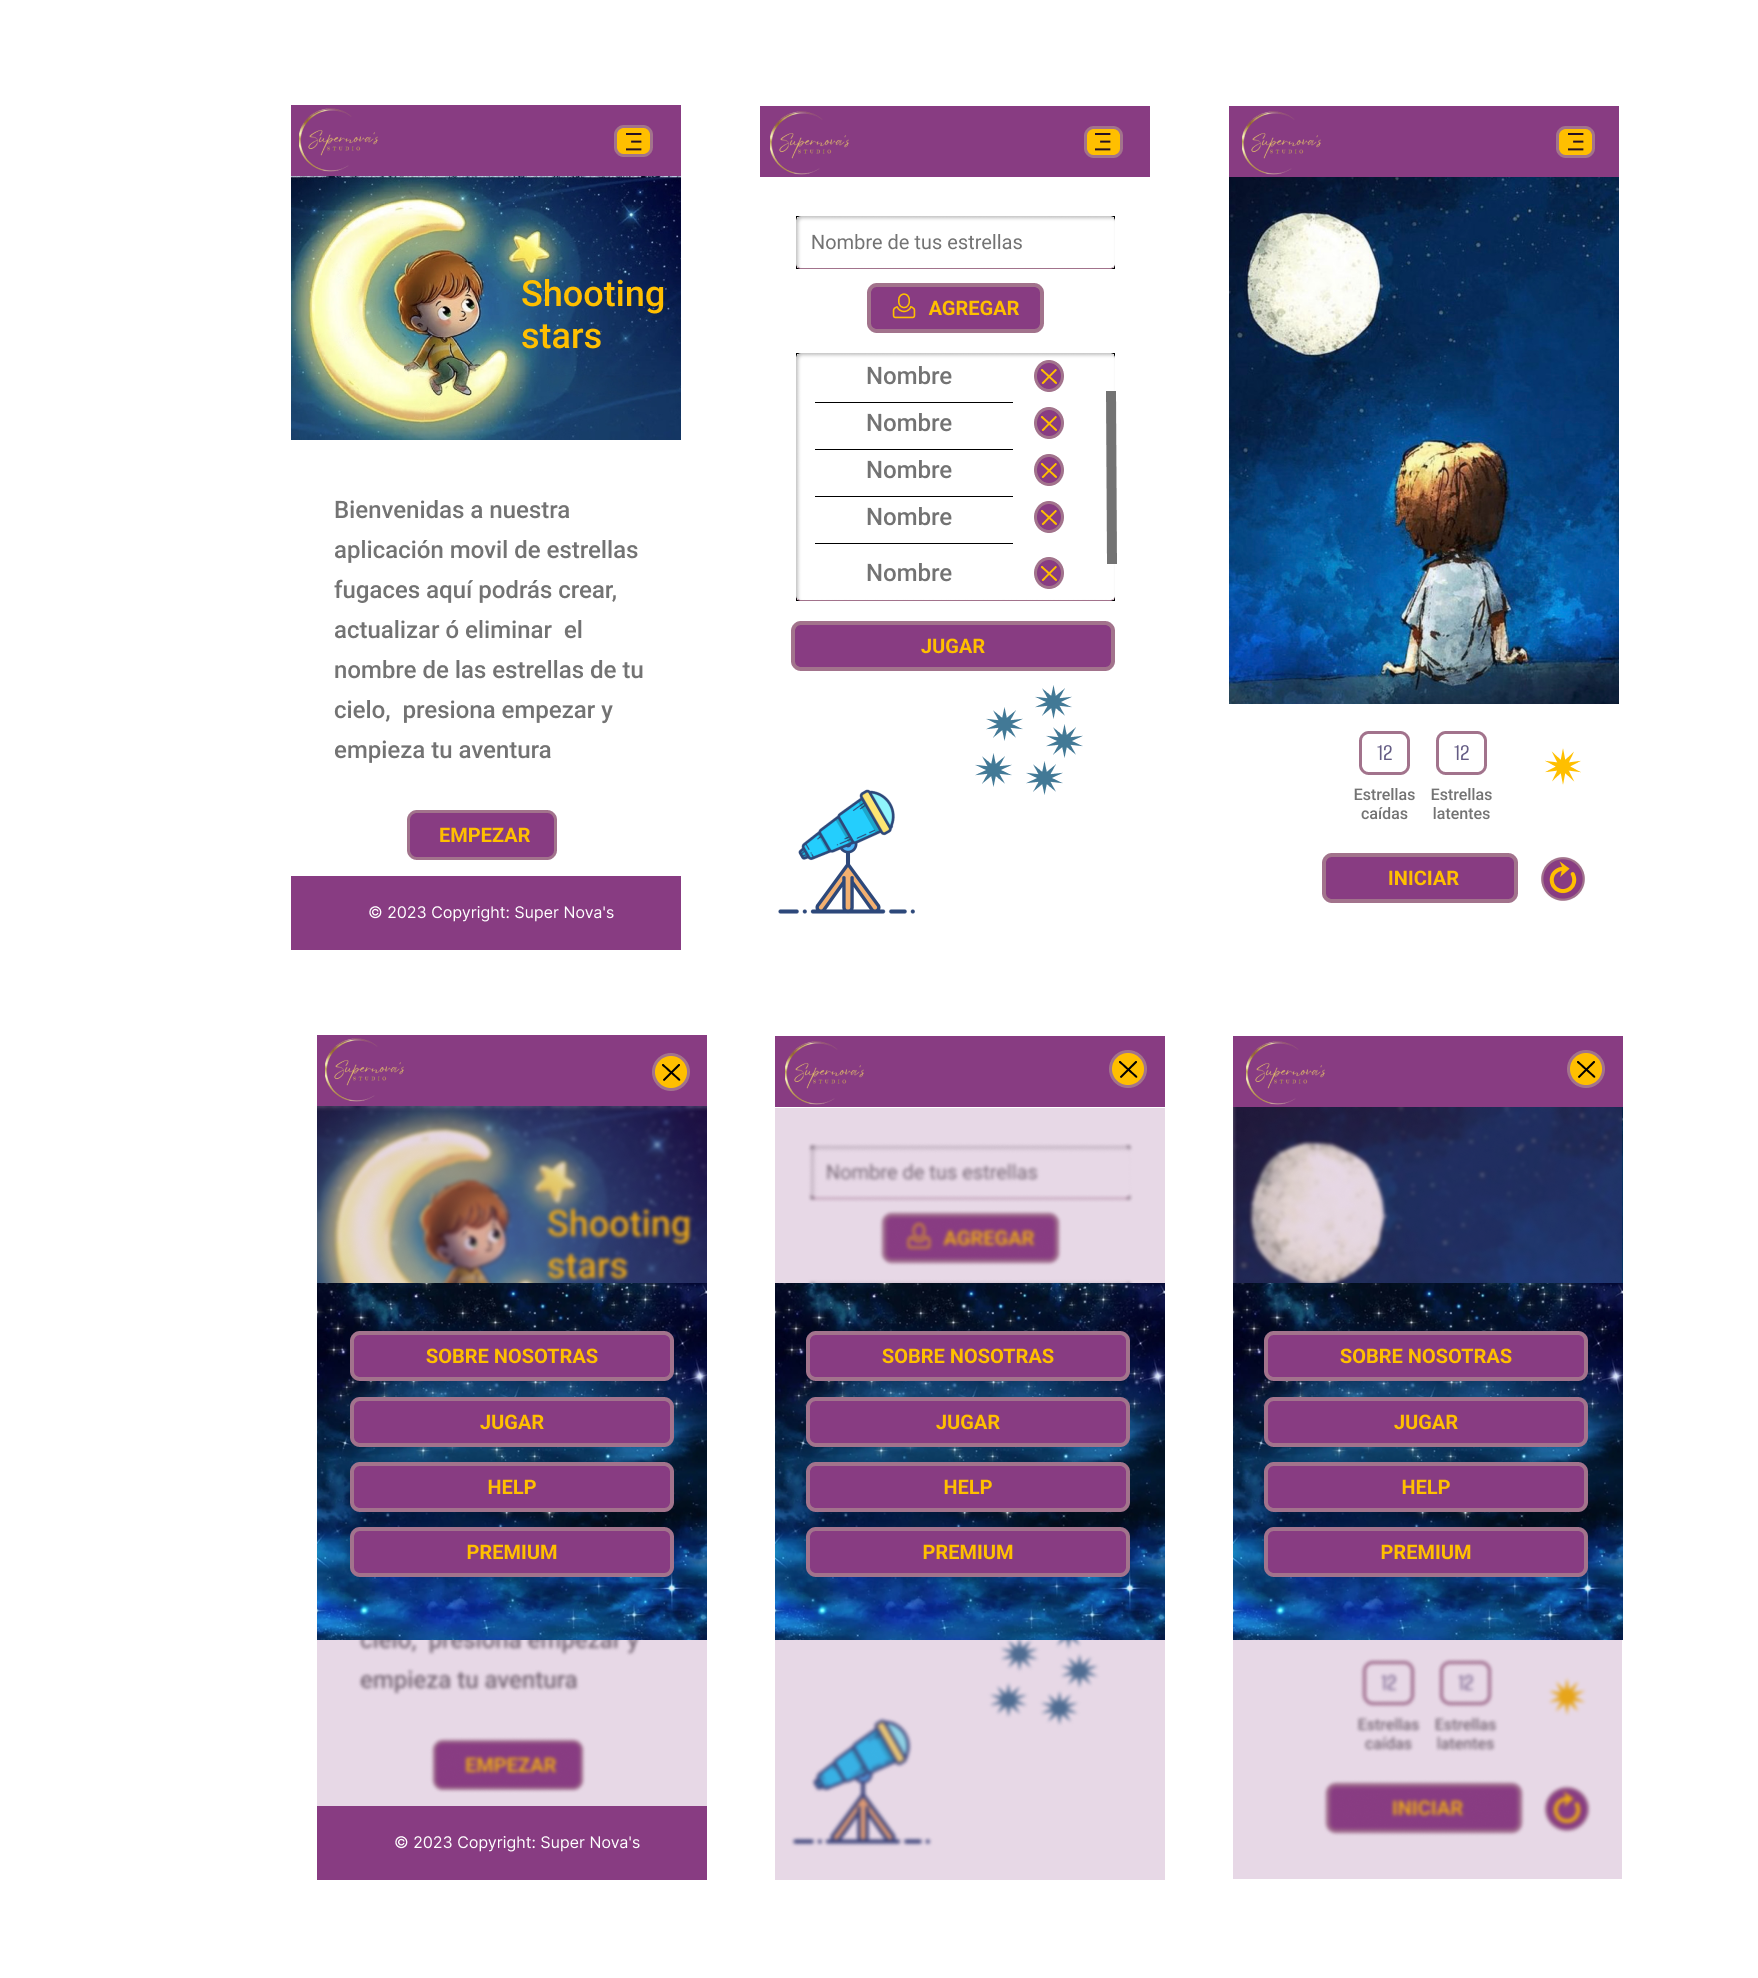 Supernova's
STUDIO
Shooting
stars
Bienvenidas a nuestra
aplicación movil de estrellas
fugaces aquí podrás crear,
actualizar ó eliminar  el
nombre de las estrellas de tu
cielo,  presiona empezar y
empieza tu aventura
EMPEZAR
© 2023 Copyright: Super Nova's
Supernova's
STUDIO
Nombre de tus estrellas
AGREGAR
Nombre
Nombre
Nombre
Nombre
Nombre
JUGAR
Supernova's
STUDIO
12
12
Estrellas
caídas
Estrellas
latentes
INICIAR
Supernova's
STUDIO
Shooting
stars
SOBRE NOSOTRAS
JUGAR
HELP
PREMIUM
cielo,  presiona empezar y
empieza tu aventura
EMPEZAR
© 2023 Copyright: Super Nova's
Supernova's
STUDIO
Nombre de tus estrellas
AGREGAR
SOBRE NOSOTRAS
JUGAR
HELP
PREMIUM
Supernova's
STUDIO
SOBRE NOSOTRAS
JUGAR
HELP
PREMIUM
12
12
Estrellas
caídas
Estrellas
latentes
INICIAR